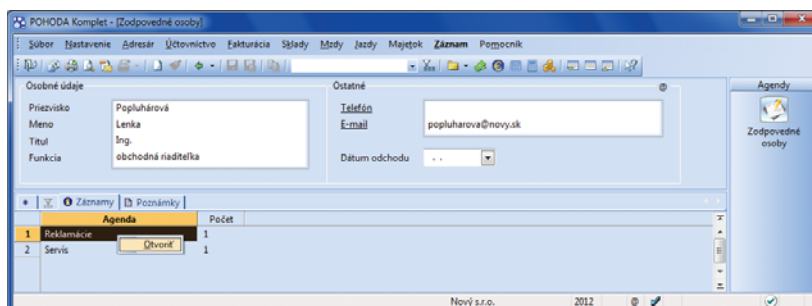 POHODA Komplet - [Zodpovedné osoby]
Súbor Nastavenie Adresár Účtovníctvo Fakturácia Sklady Mzdy Jazdy Majetok Záznam Pomocník
Osobné údaje
Priezvisko Popluhárová
Meno Lenka
Titul Ing.
Funkcia obchodná riaditeľka
Ostatné @
Telefón
E-mail popluharova@novy.sk
Dátum odchodu . .
Agendy
Zodpovedné
osoby
Záznamy Poznámky
Agenda Počet
1 Reklamácie 1
Otvoriť
2 Servis 1
Nový s.r.o. 2012 @